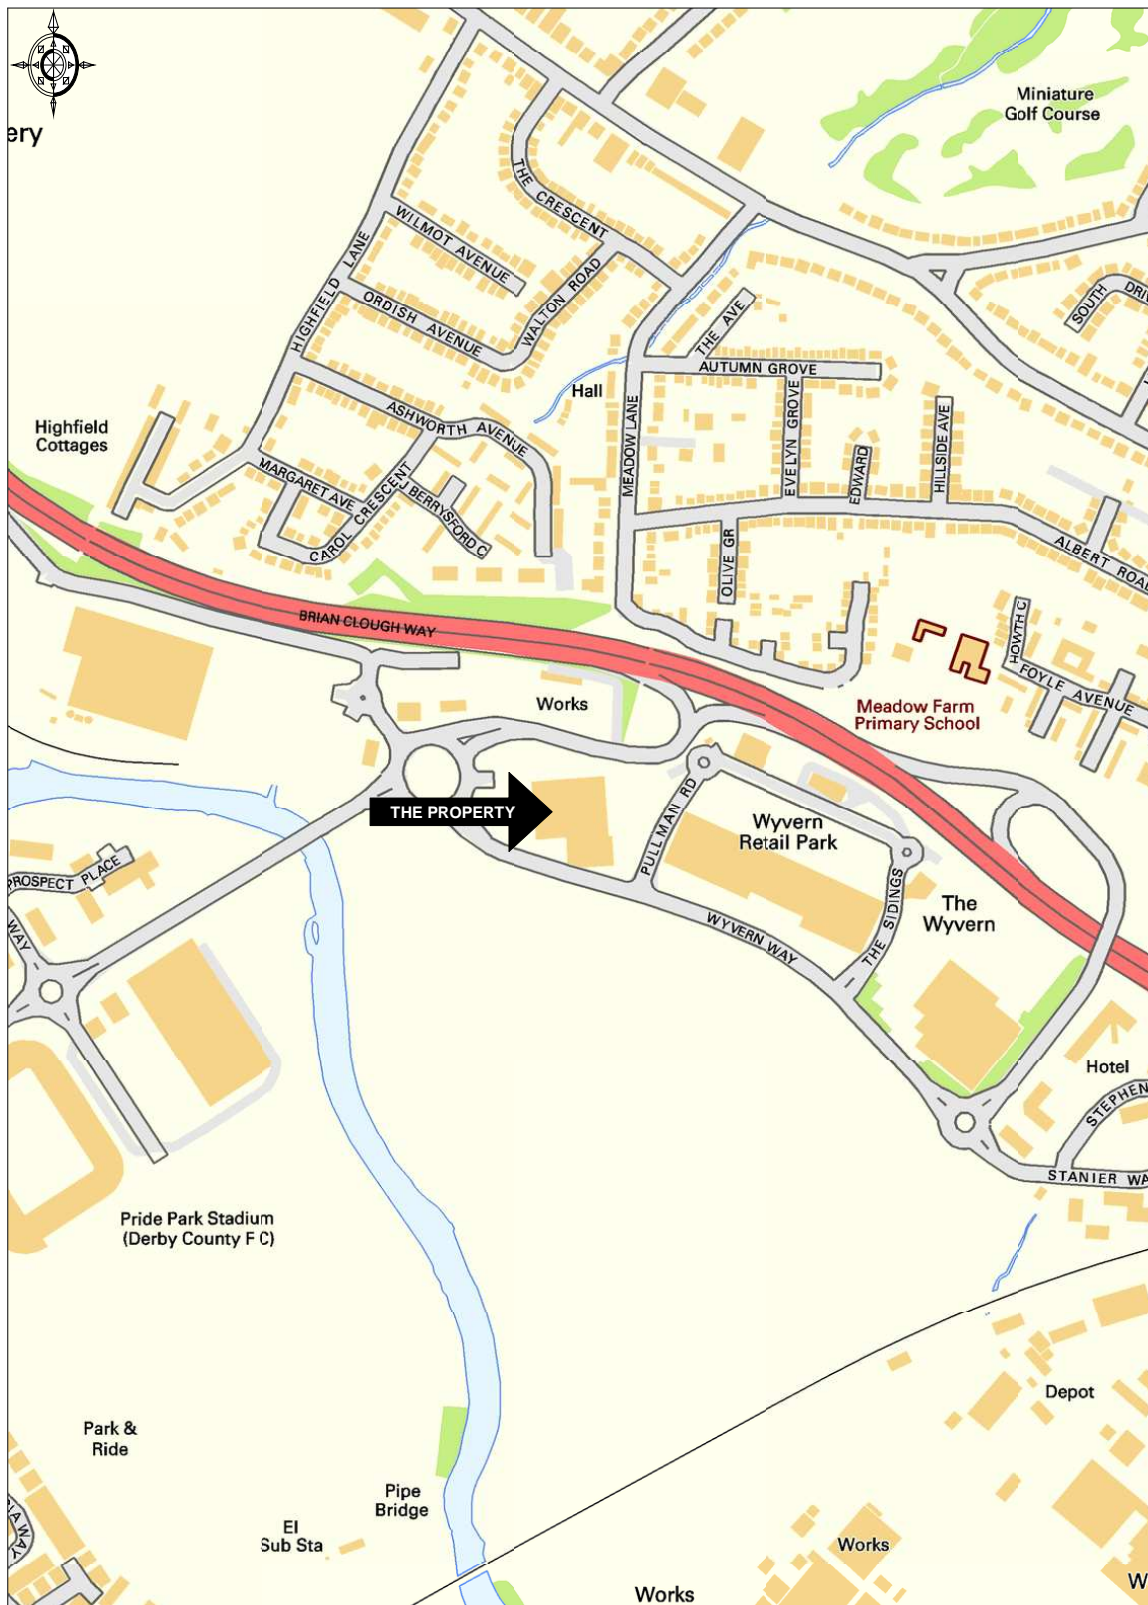 ery
Miniature
Golf Course
THE CRESCENT
WILMOT AVENUE
HIGHFIELD LANE
ORDISH AVENUE
WALTON ROAD
SOUTH DRI
THE AVE
AUTUMN GROVE
Hall
ASHWORTH AVENUE
MEADOW LANE
EVELYN GROVE
HILLSIDE AVE
EDWARD
Highfield
Cottages
MARGARET AVE
CAROL CRESCENT
J BERRYSFORD C
OLIVE GR
ALBERT ROAD
HOWTH C
FOYLE AVENUE
BRIAN CLOUGH WAY
Meadow Farm
Primary School
Works
THE PROPERTY
PULLMAN RD
Wyvern
Retail Park
THE SIDINGS
The
Wyvern
WYVERN WAY
PROSPECT PLACE
WAY
Hotel
STEPHEN
STANIER WA
Pride Park Stadium
(Derby County F C)
Depot
Park &
Ride
Pipe
Bridge
El
Sub Sta
IA WAY
Works
Works
W